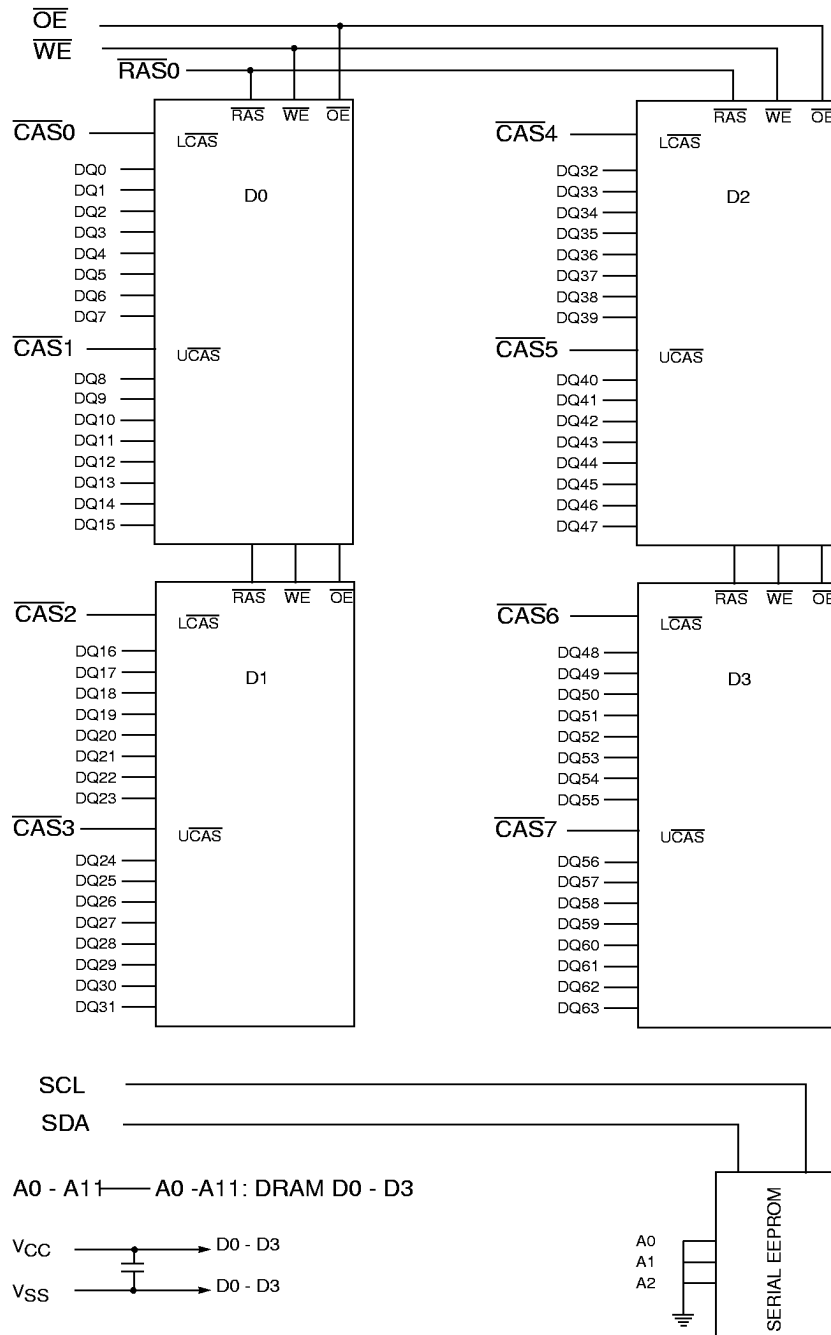 OE
WE
RAS0
RAS WE OE
CAS0
LCAS
DQ0
DQ1
D0
DQ2
DQ3
DQ4
DQ5
DQ6
DQ7
CAS1
UCAS
DQ8
DQ9
DQ10
DQ11
DQ12
DQ13
DQ14
DQ15
RAS WE OE
CAS4
LCAS
DQ32
DQ33
D2
DQ34
DQ35
DQ36
DQ37
DQ38
DQ39
CAS5
UCAS
DQ40
DQ41
DQ42
DQ43
DQ44
DQ45
DQ46
DQ47
RAS WE OE
CAS2
LCAS
DQ16
DQ17
D1
DQ18
DQ19
DQ20
DQ21
DQ22
DQ23
CAS3
UCAS
DQ24
DQ25
DQ26
DQ27
DQ28
DQ29
DQ30
DQ31
RAS WE OE
CAS6
LCAS
DQ48
DQ49
D3
DQ50
DQ51
DQ52
DQ53
DQ54
DQ55
CAS7
UCAS
DQ56
DQ57
DQ58
DQ59
DQ60
DQ61
DQ62
DQ63
SCL
SDA
A0 - A11 A0 -A11: DRAM D0 - D3
VCC D0 - D3
VSS D0 - D3
A0
A1
A2
SERIAL EEPROM